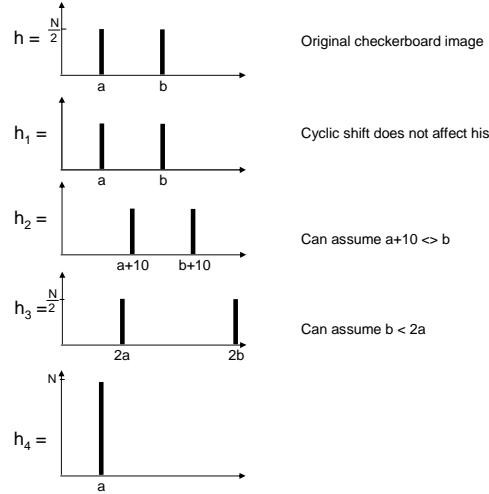 h = N/2
a b
Original checkerboard image
h1 =
a b
Cyclic shift does not affect his
h2 =
a+10 b+10
Can assume a+10 <> b
h3 = N/2
2a 2b
Can assume b < 2a
N
h4 =
a